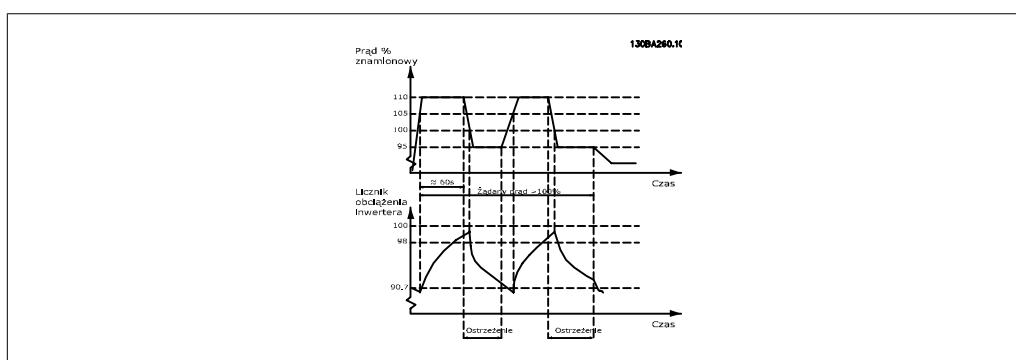 130BA260.10
Prąd %
znamionowy
110
105
100
95
Czas
≈ 60s
Żądany prąd >100%
Licznik
obciążenia
Inwertera
100
98
90.7
Czas
Ostrzeżenie
Ostrzeżenie